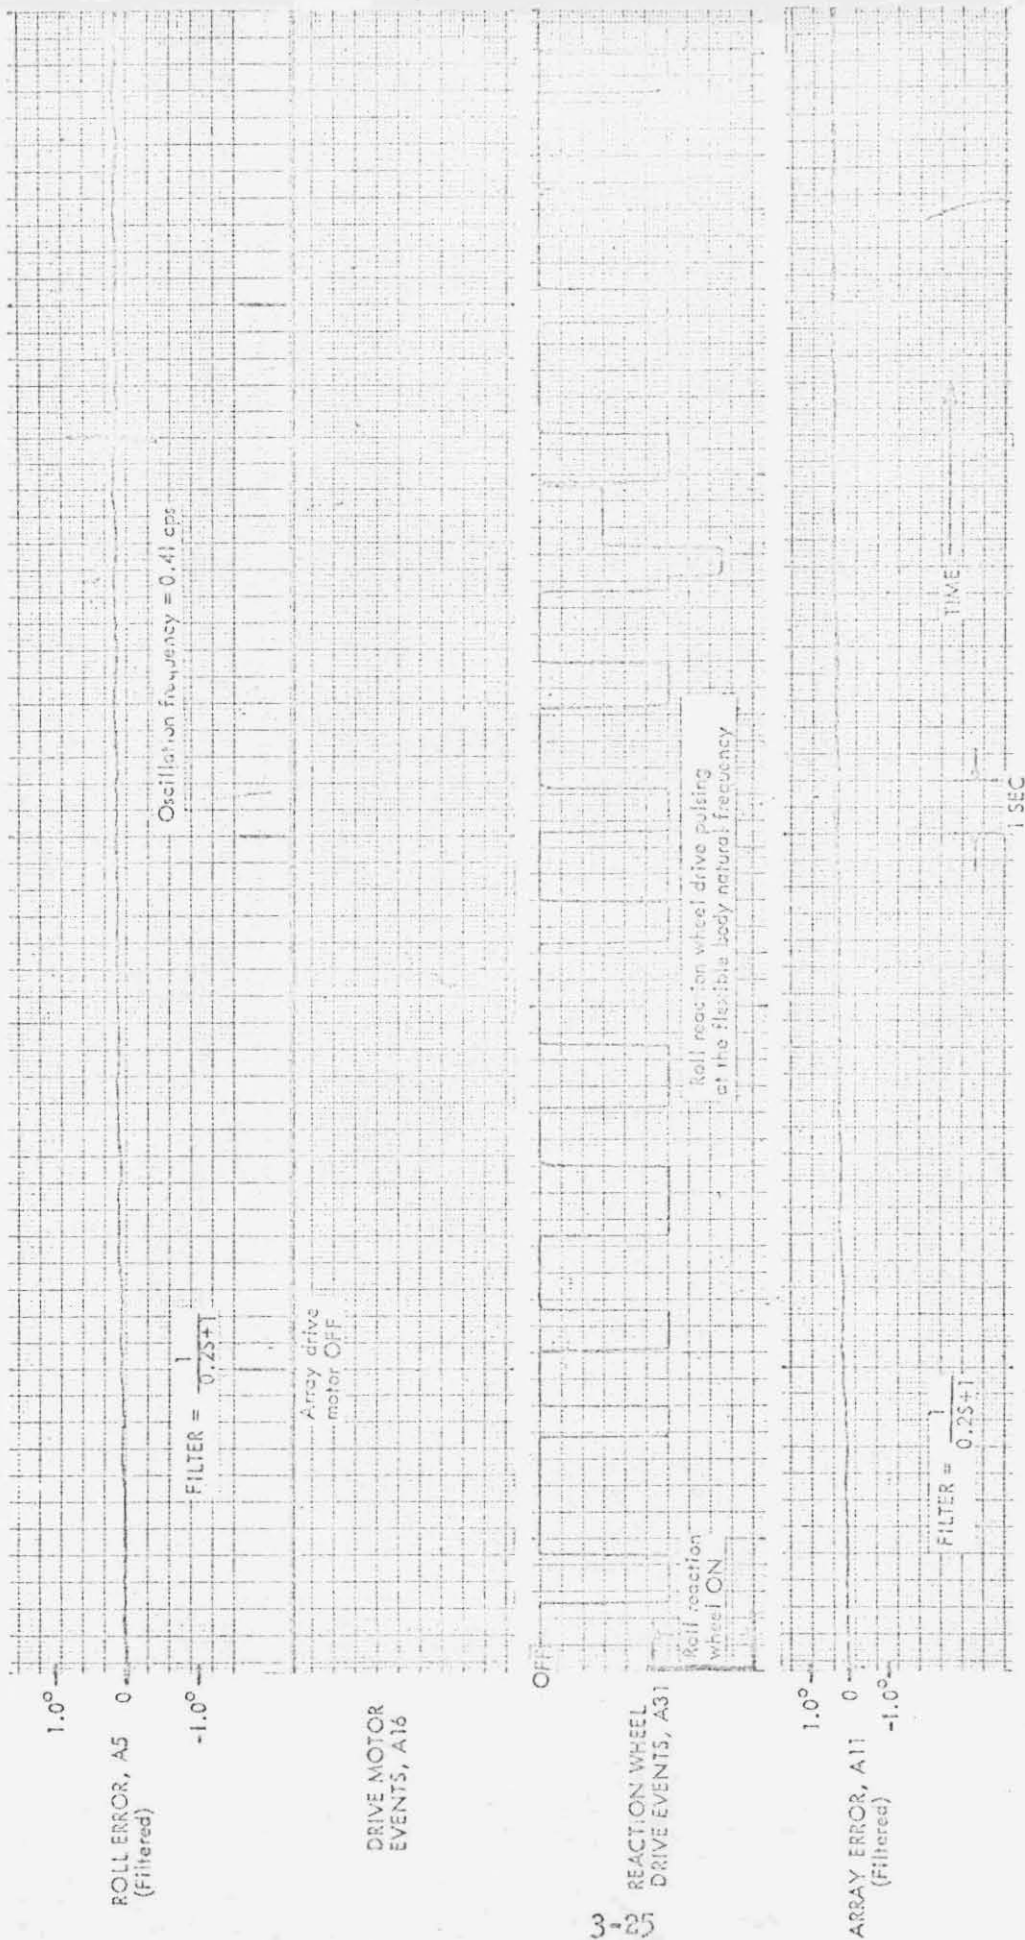 ROLL ERROR, A5
(Filtered)
1.0°
0
-1.0°
FILTER =
1
0.2S+1
Oscillation frequency = 0.41 cps
DRIVE MOTOR
EVENTS, A16
Array drive
motor OFF
REACTION WHEEL
DRIVE EVENTS, A31
OFF
Roll reaction
wheel ON
Roll reaction wheel drive pulsing
at the flexible body natural frequency
ARRAY ERROR, A11
(Filtered)
1.0°
0
-1.0°
FILTER =
1
0.2S+1
1 SEC
TIME
3-25